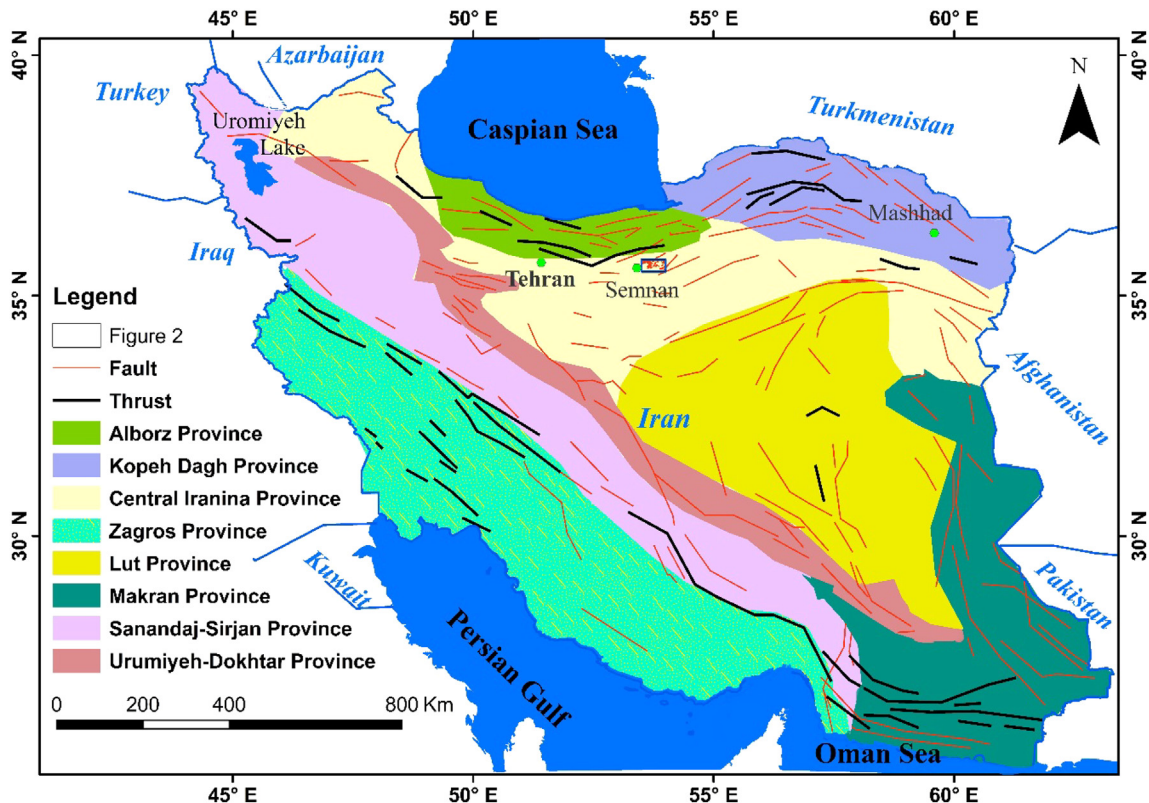 45° E 50° E 55° E 60° E
40° N
40° N
Azarbaijan
Turkey
N
Turkmenistan
Caspian Sea
Uromiyeh
Lake
Mashhad
Iraq
Tehran
Semnan
35° N
35° N
Afghanistan
Iran
Legend
Figure 2
Fault
Thrust
Alborz Province
Kopeh Dagh Province
Central Iranina Province
Zagros Province
Lut Province
Makran Province
Sanandaj-Sirjan Province
Urumiyeh-Dokhtar Province
30° N
30° N
Kuwait
Pakistan
Persian Gulf
0 200 400 800 Km
Oman Sea
45° E 50° E 55° E 60° E